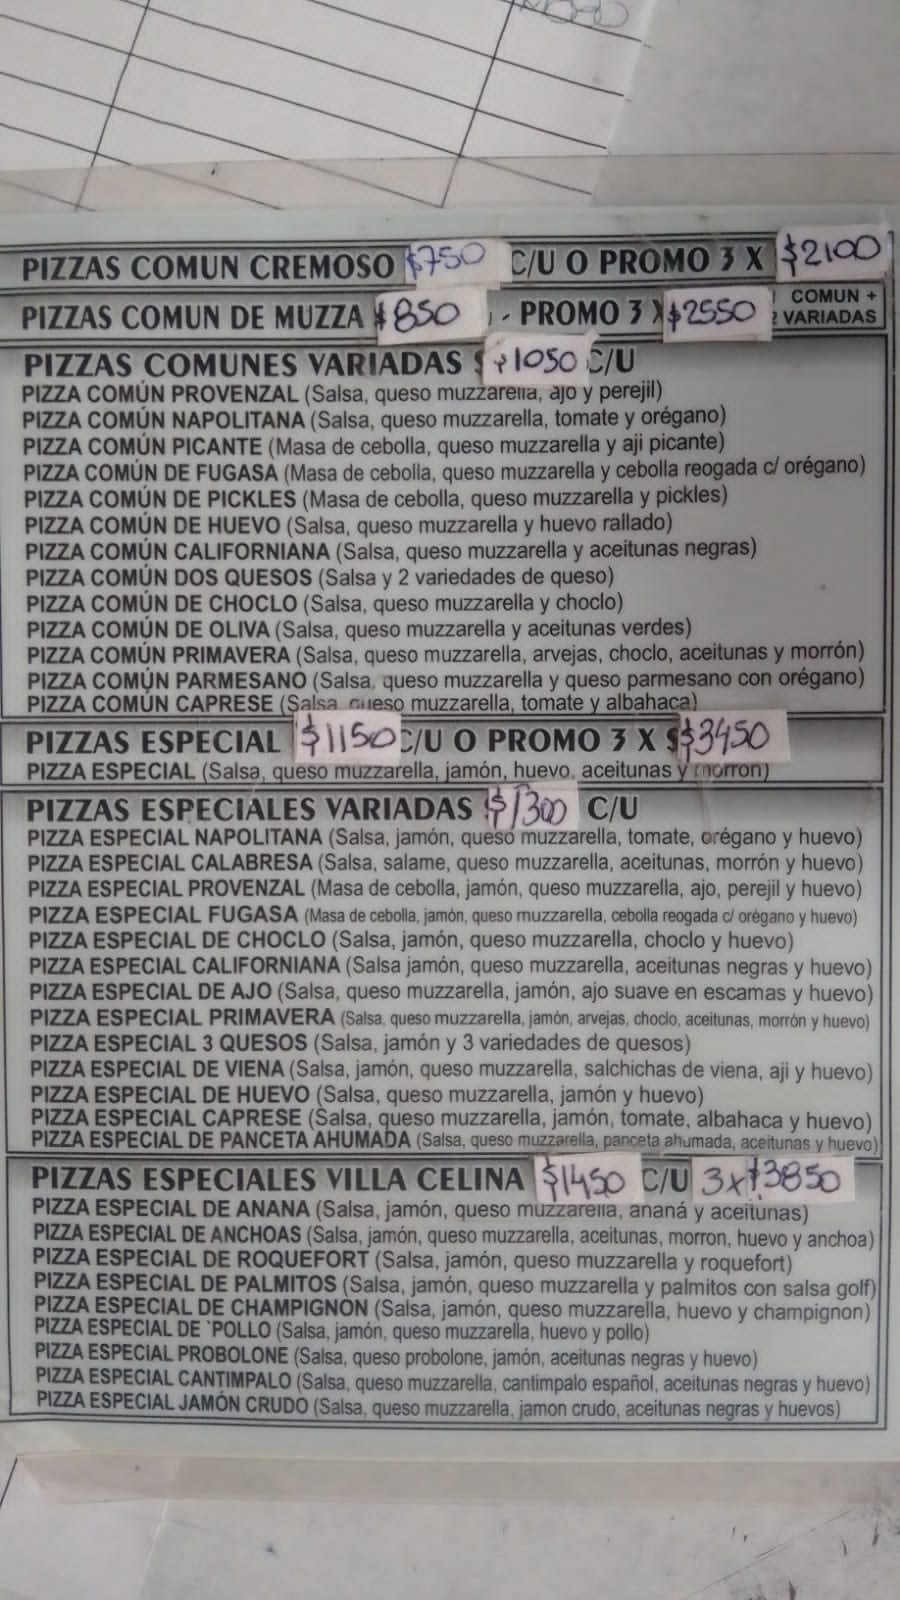 PIZZAS COMUN CREMOSO $750 C/U O PROMO 3 X $2100
PIZZAS COMUN DE MUZZA $850 - PROMO 3 X $2550 COMUN +
2 VARIADAS
PIZZAS COMUNES VARIADAS $1050 C/U
PIZZA COMÚN PROVENZAL (Salsa, queso muzzarella, ajo y perejil)
PIZZA COMÚN NAPOLITANA (Salsa, queso muzzarella, tomate y orégano)
PIZZA COMÚN PICANTE (Masa de cebolla, queso muzzarella y aji picante)
PIZZA COMÚN DE FUGASA (Masa de cebolla, queso muzzarella y cebolla reogada c/ orégano)
PIZZA COMÚN DE PICKLES (Masa de cebolla, queso muzzarella y pickles)
PIZZA COMÚN DE HUEVO (Salsa, queso muzzarella y huevo rallado)
PIZZA COMÚN CALIFORNIANA (Salsa, queso muzzarella y aceitunas negras)
PIZZA COMÚN DOS QUESOS (Salsa y 2 variedades de queso)
PIZZA COMÚN DE CHOCLO (Salsa, queso muzzarella y choclo)
PIZZA COMÚN DE OLIVA (Salsa, queso muzzarella y aceitunas verdes)
PIZZA COMÚN PRIMAVERA (Salsa, queso muzzarella, arvejas, choclo, aceitunas y morrón)
PIZZA COMÚN PARMESANO (Salsa, queso muzzarella y queso parmesano con orégano)
PIZZA COMÚN CAPRESE (Salsa queso muzzarella, tomate y albahaca)
PIZZAS ESPECIAL $1150 C/U O PROMO 3 X $3450
PIZZA ESPECIAL (Salsa, queso muzzarella, jamón, huevo, aceitunas y morron)
PIZZAS ESPECIALES VARIADAS $1300 C/U
PIZZA ESPECIAL NAPOLITANA (Salsa, jamón, queso muzzarella, tomate, orégano y huevo)
PIZZA ESPECIAL CALABRESA (Salsa, salame, queso muzzarella, aceitunas, morrón y huevo)
PIZZA ESPECIAL PROVENZAL (Masa de cebolla, jamón, queso muzzarella, ajo, perejil y huevo)
PIZZA ESPECIAL FUGASA (Masa de cebolla, jamón, queso muzzarella, cebolla reogada c/ orégano y huevo)
PIZZA ESPECIAL DE CHOCLO (Salsa, jamón, queso muzzarella, choclo y huevo)
PIZZA ESPECIAL CALIFORNIANA (Salsa jamón, queso muzzarella, aceitunas negras y huevo)
PIZZA ESPECIAL DE AJO (Salsa, queso muzzarella, jamón, ajo suave en escamas y huevo)
PIZZA ESPECIAL PRIMAVERA (Salsa, queso muzzarella, jamón, arvejas, choclo, aceitunas, morrón y huevo)
PIZZA ESPECIAL 3 QUESOS (Salsa, jamón y 3 variedades de quesos)
PIZZA ESPECIAL DE VIENA (Salsa, jamón, queso muzzarella, salchichas de viena, aji y huevo)
PIZZA ESPECIAL DE HUEVO (Salsa, queso muzzarella, jamón y huevo)
PIZZA ESPECIAL CAPRESE (Salsa, queso muzzarella, jamón, tomate, albahaca y huevo)
PIZZA ESPECIAL DE PANCETA AHUMADA (Salsa, queso muzzarella, panceta ahumada, aceitunas y huevo)
PIZZAS ESPECIALES VILLA CELINA $1450 C/U 3x $3850
PIZZA ESPECIAL DE ANANA (Salsa, jamón, queso muzzarella, ananá y aceitunas)
PIZZA ESPECIAL DE ANCHOAS (Salsa, jamón, queso muzzarella, aceitunas, morron, huevo y anchoa)
PIZZA ESPECIAL DE ROQUEFORT (Salsa, jamón, queso muzzarella y roquefort)
PIZZA ESPECIAL DE PALMITOS (Salsa, jamón, queso muzzarella y palmitos con salsa golf)
PIZZA ESPECIAL DE CHAMPIGNON (Salsa, jamón, queso muzzarella, huevo y champignon)
PIZZA ESPECIAL DE `POLLO (Salsa, jamón, queso muzzarella, huevo y pollo)
PIZZA ESPECIAL PROBOLONE (Salsa, queso probolone, jamón, aceitunas negras y huevo)
PIZZA ESPECIAL CANTIMPALO (Salsa, queso muzzarella, cantimpalo español, aceitunas negras y huevo)
PIZZA ESPECIAL JAMÓN CRUDO (Salsa, queso muzzarella, jamon crudo, aceitunas negras y huevos)